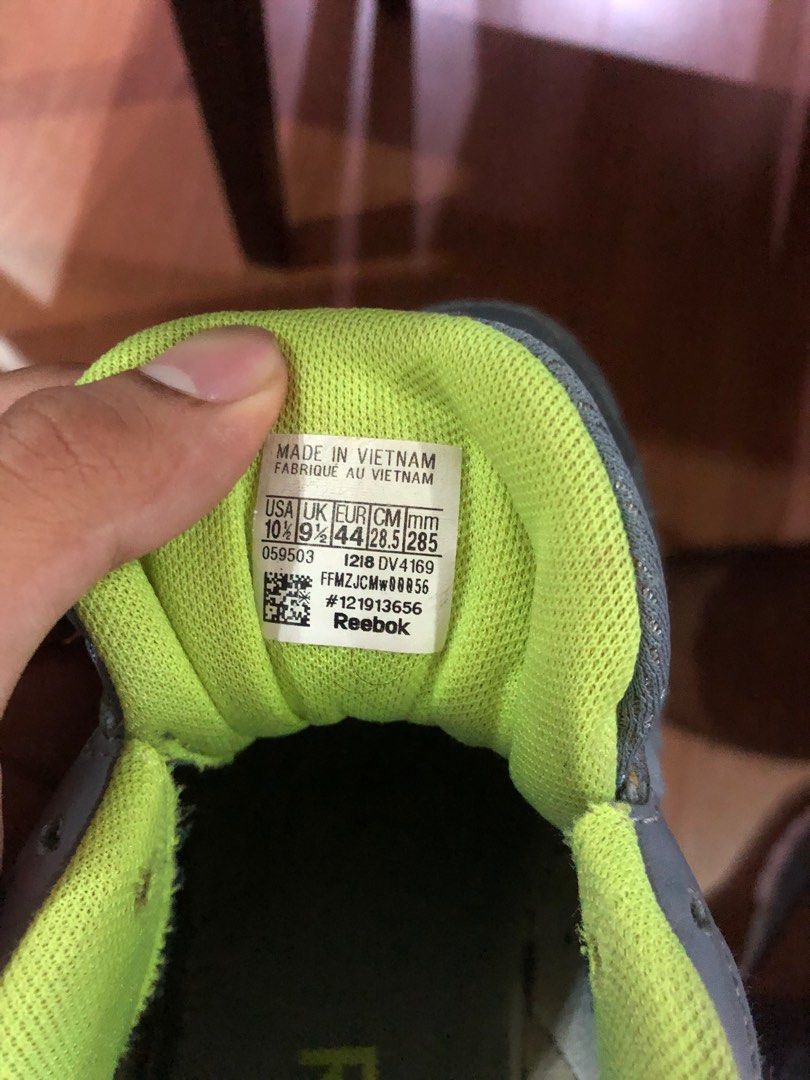 MADE IN VIETNAM
FABRIQUÉ AU VIETNAM
USA UK EUR CM mm
10½ 9½ 44 28.5 285
059503 1218 DV4169
FFMZJCMw00056
#121913656
Reebok